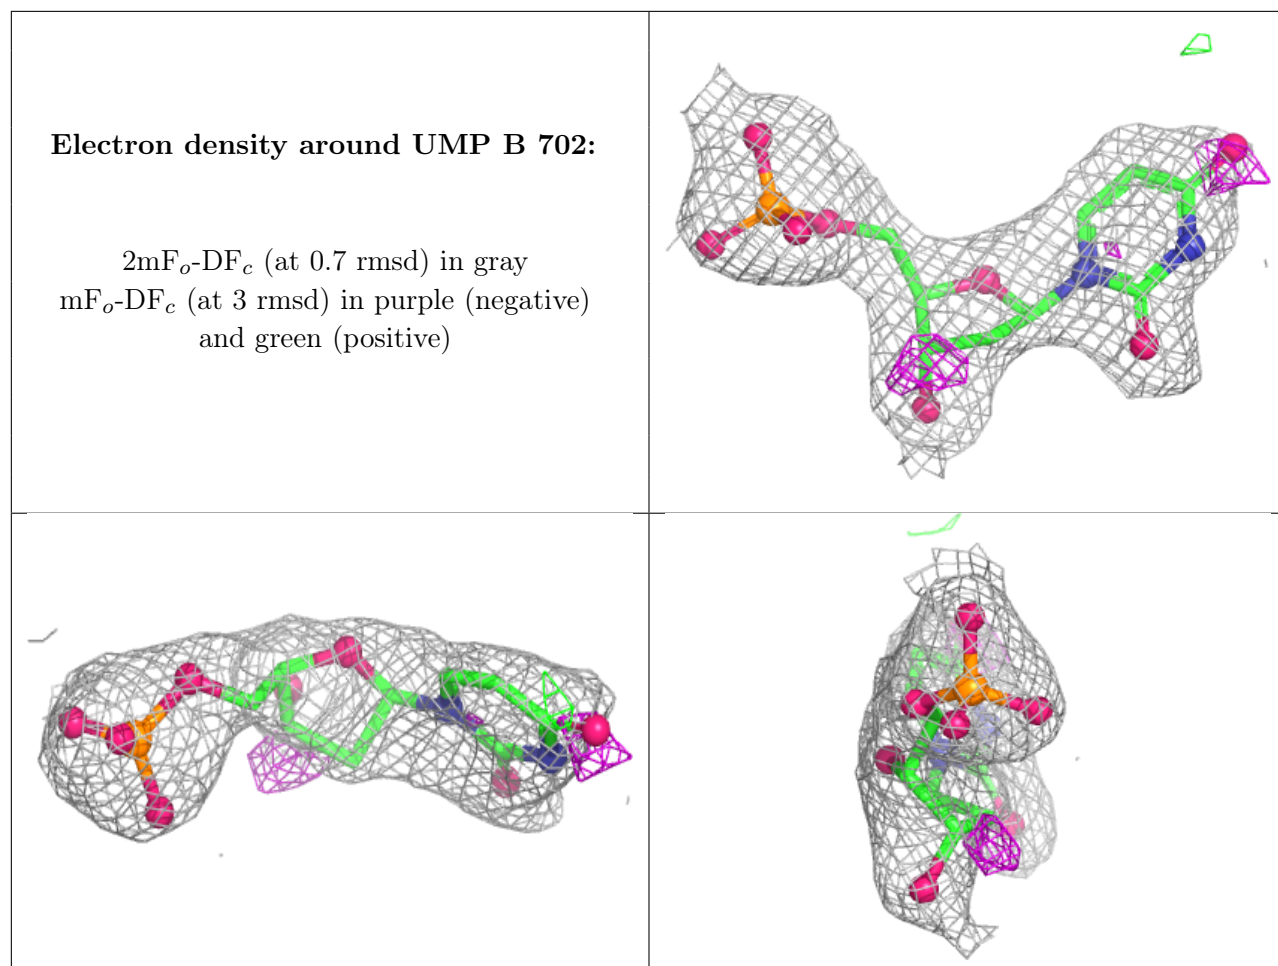 Electron density around UMP B 702:
2mFo-DFc (at 0.7 rmsd) in gray
mFo-DFc (at 3 rmsd) in purple (negative)
and green (positive)